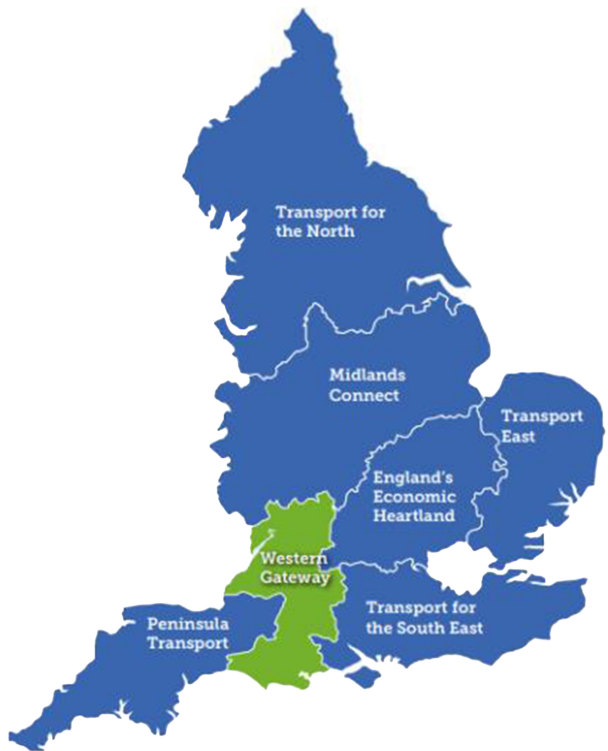 Transport for
the North
Midlands
Connect
Transport
East
England's
Economic
Heartland
Western
Gateway
Transport for
the South East
Peninsula
Transport